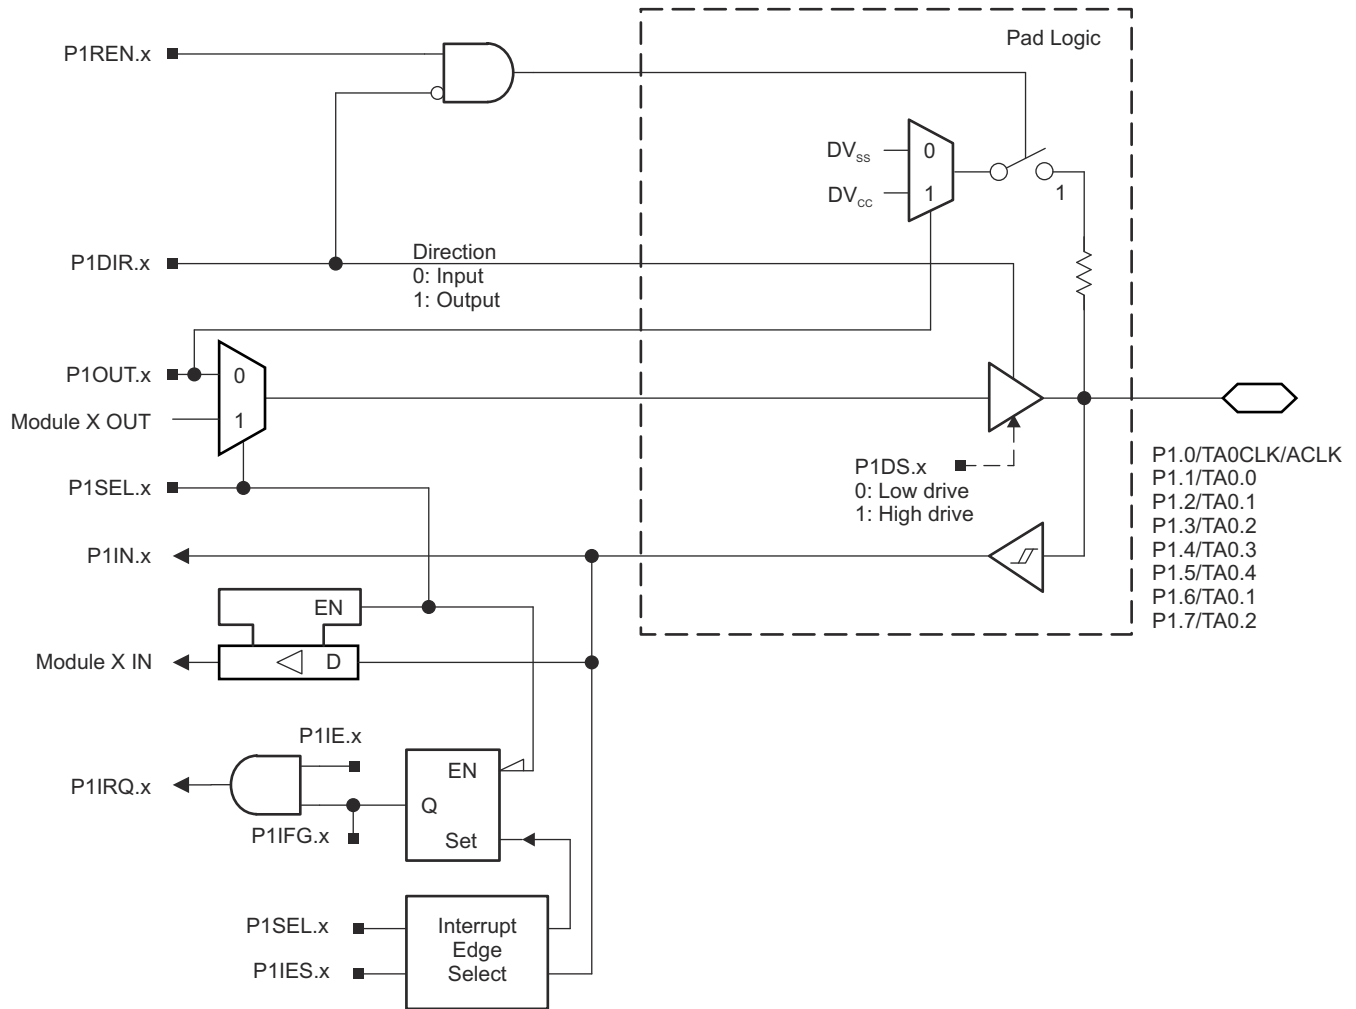 Pad Logic
P1REN.x
DVSS
0
DVCC
1
1
P1DIR.x
Direction
0: Input
1: Output
P1OUT.x
0
Module X OUT
1
P1SEL.x
P1DS.x
0: Low drive
1: High drive
P1.0/TA0CLK/ACLK
P1.1/TA0.0
P1.2/TA0.1
P1.3/TA0.2
P1.4/TA0.3
P1.5/TA0.4
P1.6/TA0.1
P1.7/TA0.2
P1IN.x
EN
Module X IN
D
P1IE.x
P1IRQ.x
EN
Q
P1IFG.x
Set
P1SEL.x
P1IES.x
Interrupt
Edge
Select